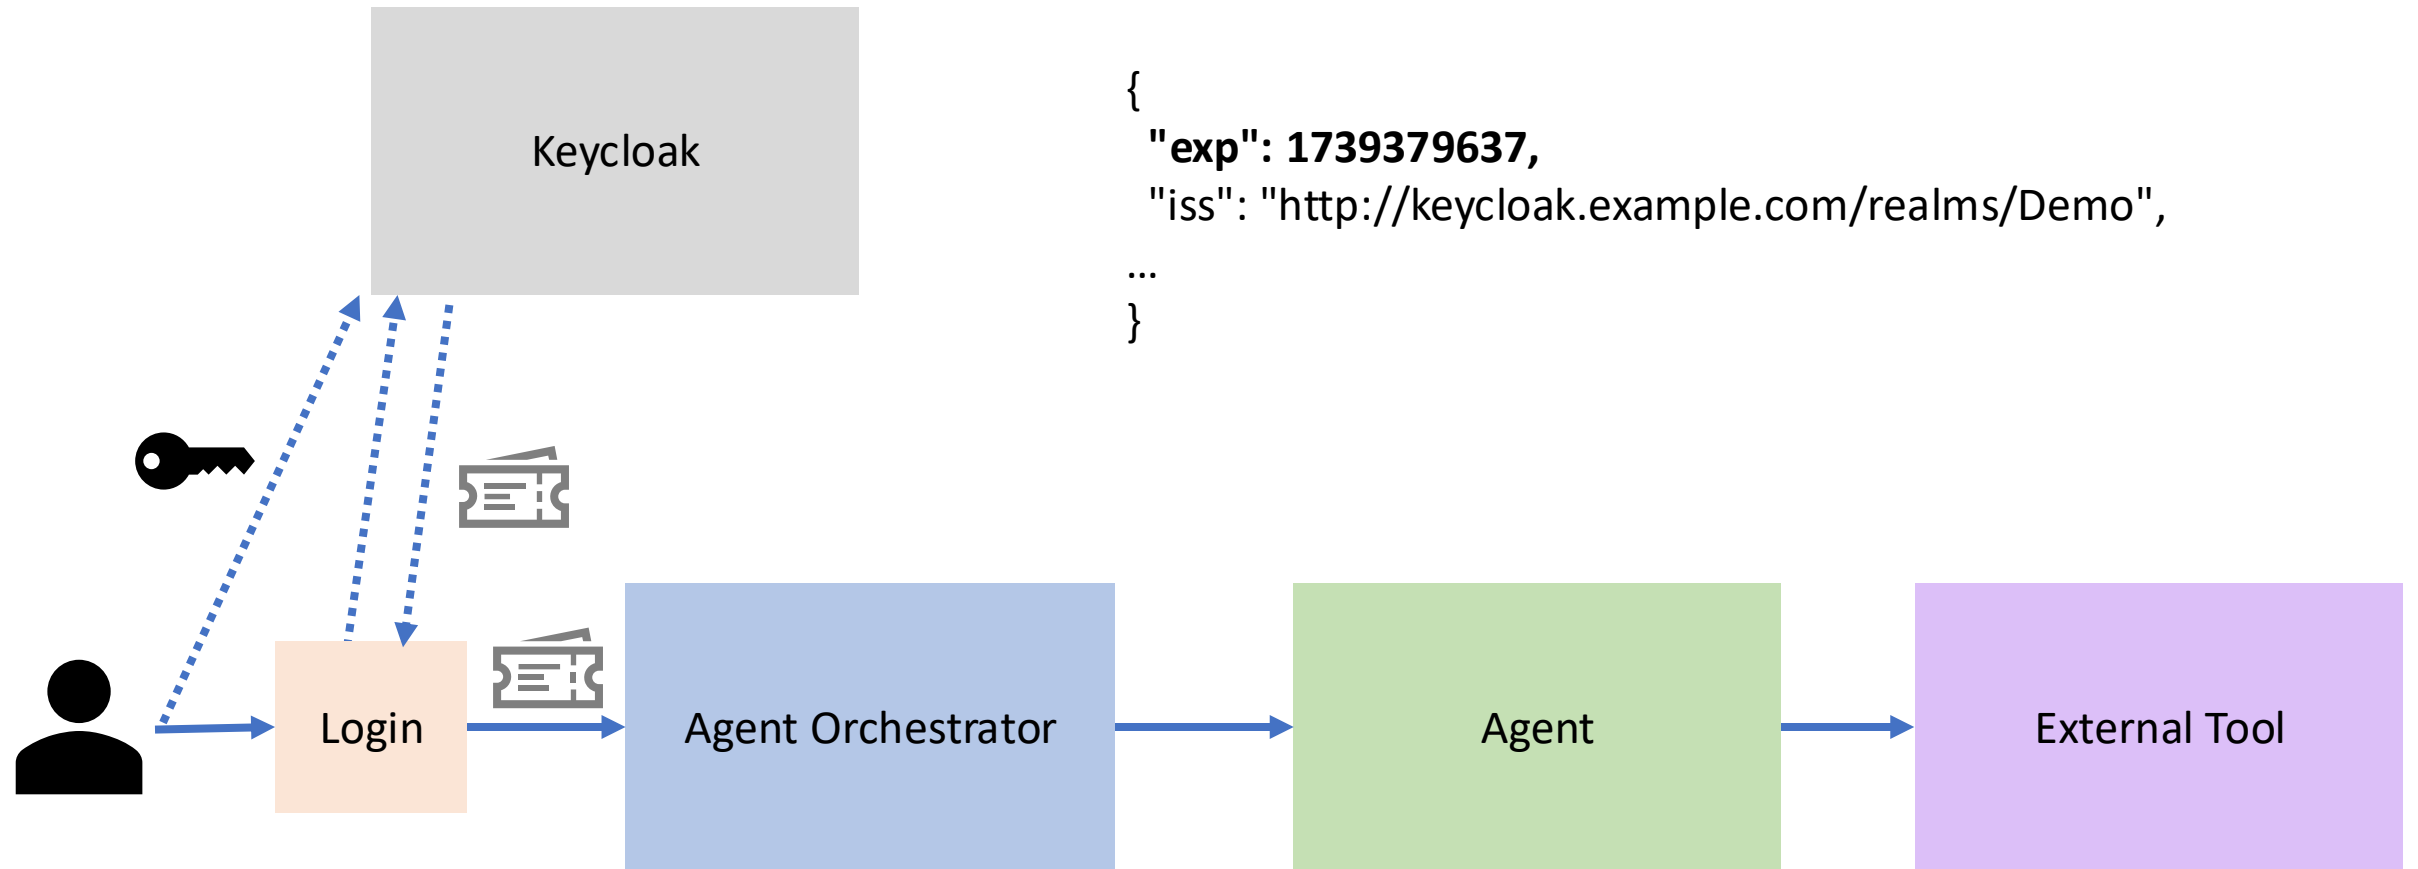 Keycloak
{
"exp": 1739379637,
"iss": "http://keycloak.example.com/realms/Demo",
...
}
Login
Agent Orchestrator
Agent
External Tool